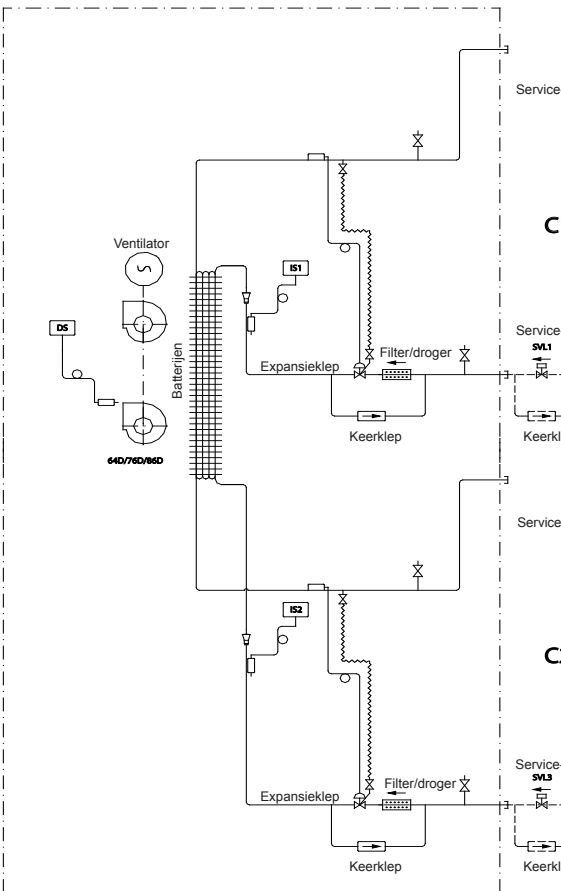 Service
C
Ventilator
IS1
DS
Batterijen
Service
SVL1
Filter/droger
Expansieklep
Keerklep
Keerkl
64D/76D/86D
Service
IS2
C2
Service-
SVL3
Filter/droger
Expansieklep
Keerklep
Keerkl